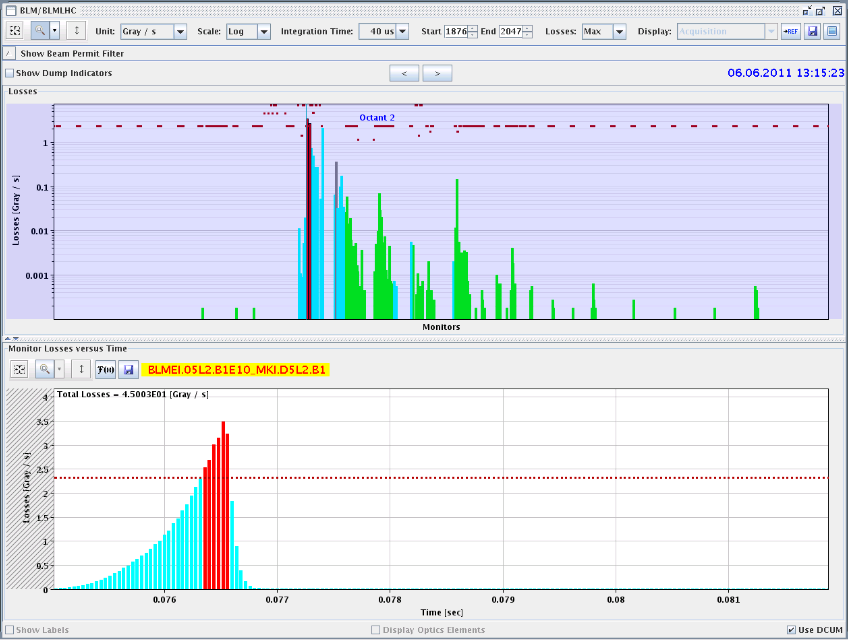 BLM/BLMLHC
Unit: Gray / s Scale: Log Integration Time: 40 us Start 1876 End 2047 Losses: Max Display: Acquisition →REF
Show Beam Permit Filter
Show Dump Indicators < > 06.06.2011 13:15:23
Losses
Octant 2
1
0.1
0.01
0.001
Losses [Gray / s]
Monitors
Monitor Losses versus Time
F(x) BLMEI.05L2.B1E10_MKI.D5L2.B1
Total Losses = 4.5003E01 [Gray / s]
4
3.5
3
2.5
2
1.5
1
0.5
0
Losses [Gray / s]
0.076 0.077 0.078 0.079 0.08 0.081
Time [sec]
Show Labels Display Optics Elements Use DCUM